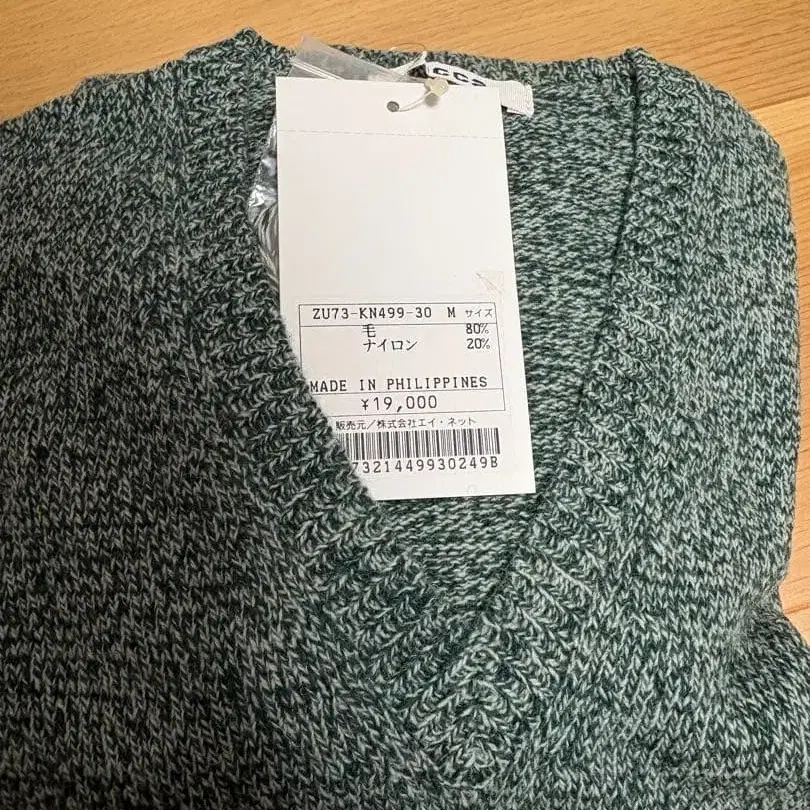 ZU73-KN499-30 M サイズ
毛 80%
ナイロン 20%
MADE IN PHILIPPINES
¥19,000
販売元/株式会社エイ・ネット
7321449930249B